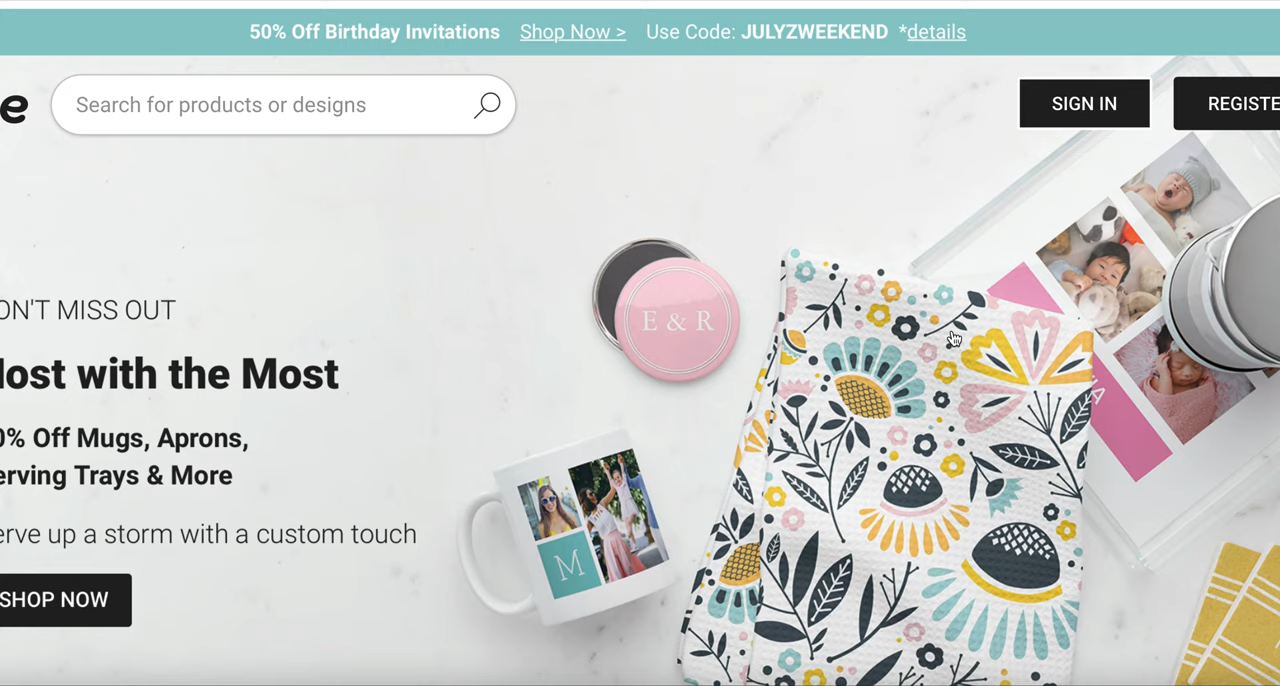 50% Off Birthday Invitations Shop Now > Use Code: JULYZWEEKEND *details
e Search for products or designs SIGN IN REGISTE
ON'T MISS OUT
E & R
ost with the Most
0% Off Mugs, Aprons,
erving Trays & More
erve up a storm with a custom touch
M
SHOP NOW